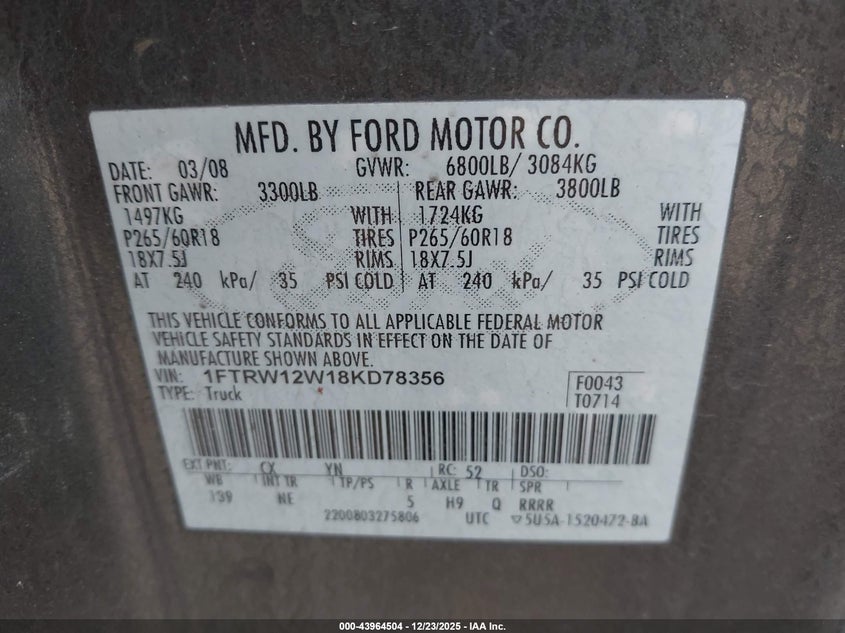 MFD. BY FORD MOTOR CO.
DATE: 03/08 GVWR: 6800LB/ 3084KG
FRONT GAWR: 3300LB REAR GAWR: 3800LB
1497KG WITH 1724KG WITH
P265/60R18 TIRES P265/60R18 TIRES
18X7.5J RIMS 18X7.5J RIMS
AT 240 kPa/ 35 PSI COLD AT 240 kPa/ 35 PSI COLD
THIS VEHICLE CONFORMS TO ALL APPLICABLE FEDERAL MOTOR
VEHICLE SAFETY STANDARDS IN EFFECT ON THE DATE OF
MANUFACTURE SHOWN ABOVE.
VIN: 1FTRW12W18KD78356 F0043
TYPE: Truck T0714
EXT PNT: CX YN RC: 52 DSO:
WB INT TR TP/PS R AXLE TR SPR
139 NE 5 H9 Q RRRR
2200803275806 UTC ▽5U5A-1520472-BA
000-43964504 — 12/23/2025 — IAA Inc.